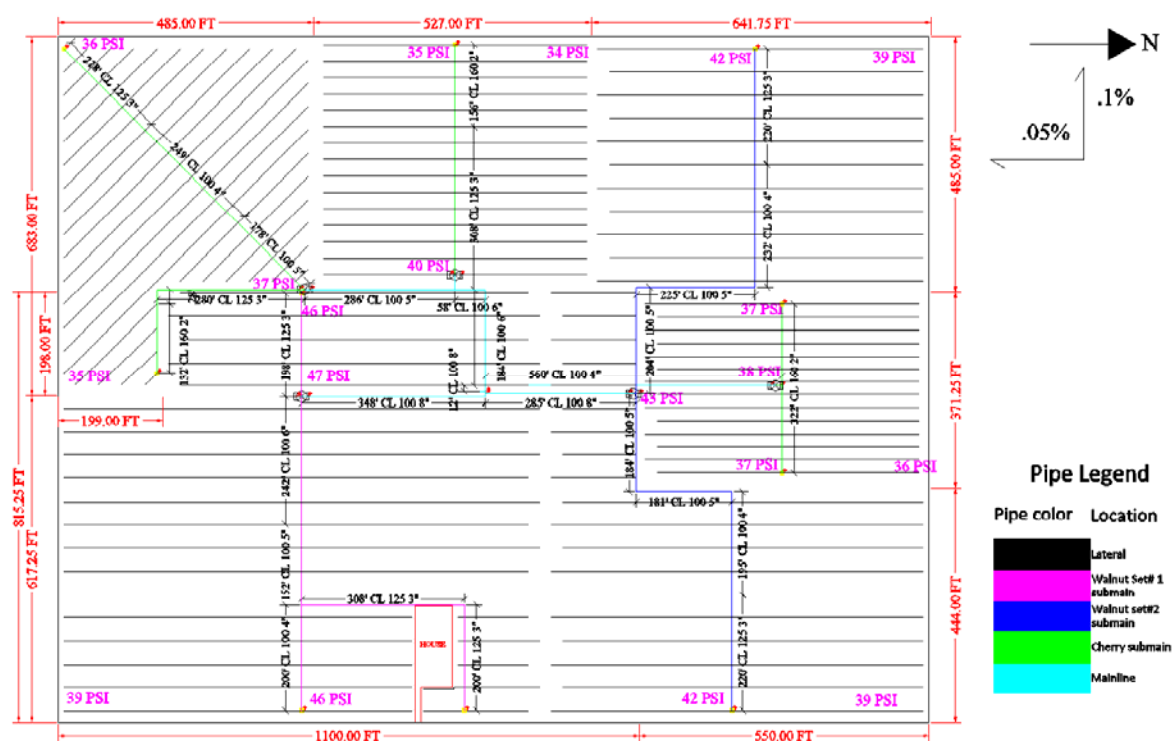 485.00 FT
527.00 FT
641.75 FT
36 PSI
35 PSI
34 PSI
42 PSI
39 PSI
N
.1%
.05%
228' CL 125 3"
249' CL 100 4"
178' CL 100 5"
156' CL 160 2"
308' CL 125 3"
220' CL 125 3"
232' CL 100 4"
683.00 FT
485.00 FT
37 PSI
40 PSI
280' CL 125 3"
286' CL 100 5"
58' CL 100 6"
225' CL 100 5"
46 PSI
37 PSI
198.00 FT
132' CL 160 2"
198' CL 125 3"
184' CL 100 6"
204' CL 100 5"
35 PSI
47 PSI
12' CL 100 8"
560' CL 100 4"
38 PSI
322' CL 160 2"
371.25 FT
348' CL 100 8"
285' CL 100 8"
43 PSI
199.00 FT
184' CL 100 5"
242' CL 100 6"
37 PSI
36 PSI
815.25 FT
617.25 FT
181' CL 100 5"
152' CL 100 5"
195' CL 100 4"
308' CL 125 3"
200' CL 100 4"
HOUSE
200' CL 125 3"
220' CL 125 3"
444.00 FT
39 PSI
46 PSI
42 PSI
39 PSI
1100.00 FT
550.00 FT
Pipe Legend
Pipe color Location
Lateral
Walnut Set# 1
submain
Walnut set#2
submain
Cherry submain
Mainline